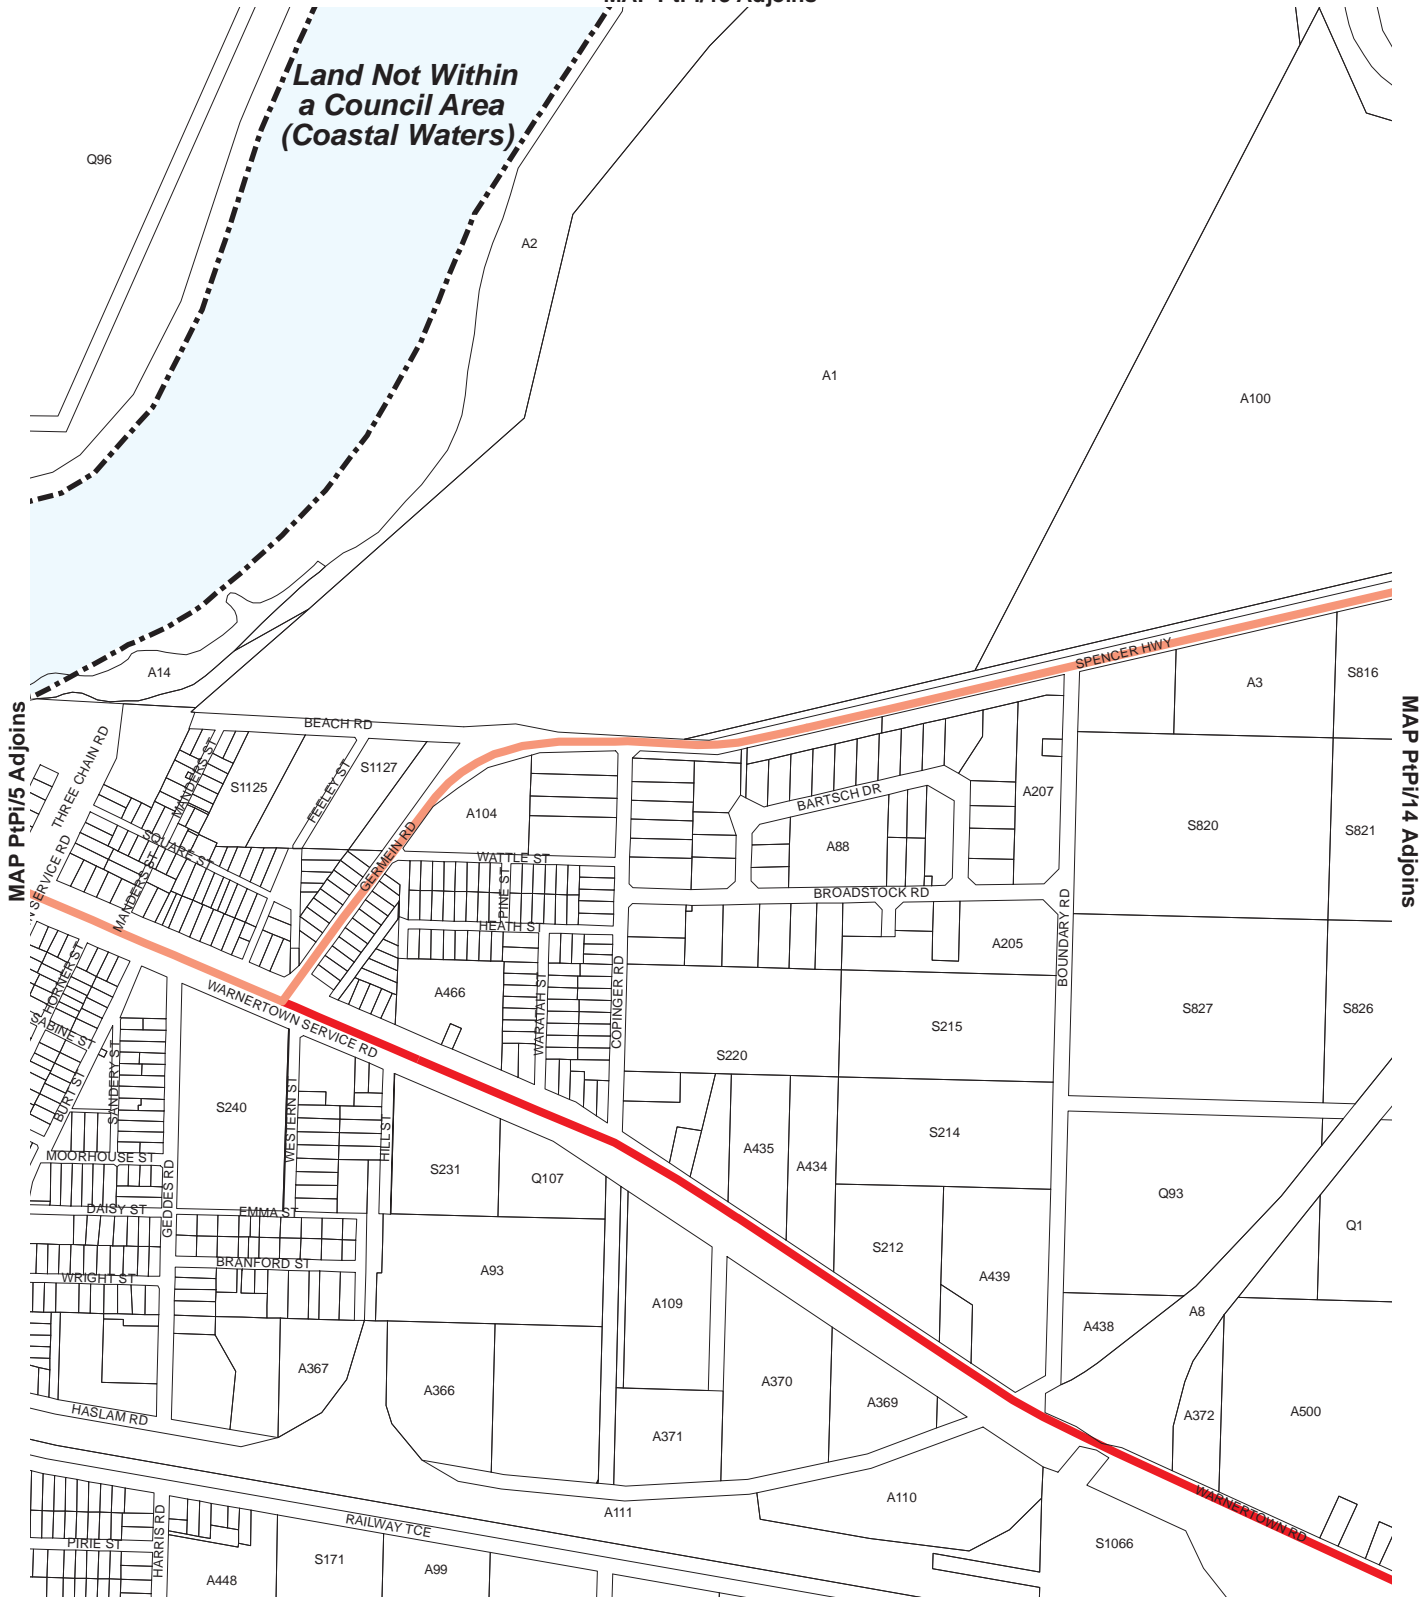 Land Not Within
a Council Area
(Coastal Waters)
Q96
A2
A1
A100
SPENCER HWY
A14
A3
S816
MAP PtPi/5 Adjoins
MAP PtPi/14 Adjoins
BEACH RD
THREE CHAIN RD
MANDERS ST
S1125
FEELEY ST
S1127
A207
BARTSCH DR
A104
S820
S821
SQUARE ST
A88
GERMEIN RD
WATTLE ST
PINE ST
BROADSTOCK RD
SERVICE RD
MANDERS ST
HEATH ST
BOUNDARY RD
A205
HORNER ST
A466
WARATAH ST
COPINGER RD
S827
S826
WARNERTOWN SERVICE RD
SABINE ST
S215
S220
SANDERY ST
BURT ST
S240
WESTERN ST
HILL ST
S214
MOORHOUSE ST
A435
A434
S231
Q107
Q93
GEDDES RD
DAISY ST
EMMA ST
Q1
S212
BRANFORD ST
WRIGHT ST
A93
A439
A109
A8
A438
A367
A366
A370
A369
A372
A500
HASLAM RD
A371
A110
A111
WARNERTOWN RD
HARRIS RD
RAILWAY TCE
PIRIE ST
S171
A99
S1066
A448